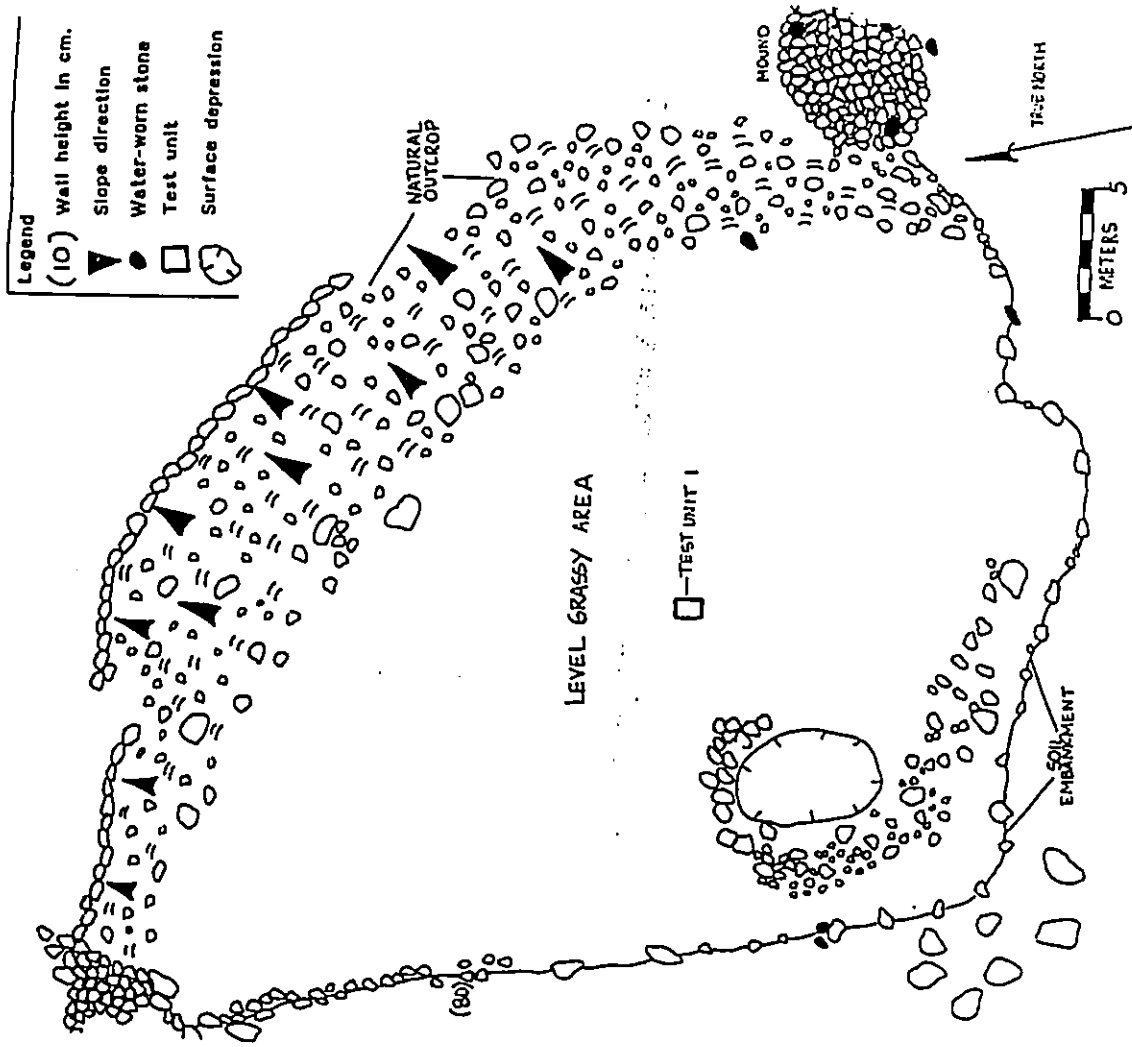 Legend
(10) Wall height in cm.
Slope direction
Water-worn stone
Test unit
Surface depression
MOUND
NATURAL
OUTCROP
TRUE NORTH
LEVEL GRASSY AREA
TEST UNIT 1
(80)
SOIL
EMBANKMENT
0 5
METERS